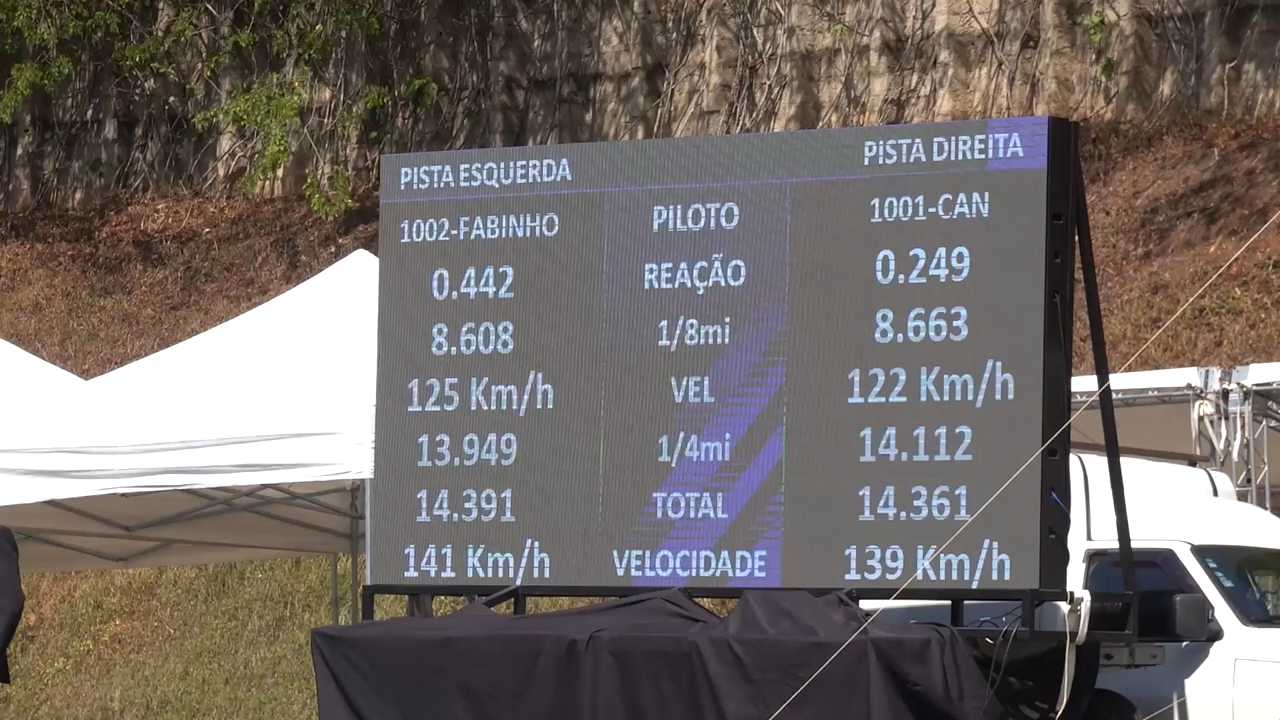 PISTA ESQUERDA PISTA DIREITA
1002-FABINHO PILOTO 1001-CAN
0.442 REAÇÃO 0.249
8.608 1/8mi 8.663
125 Km/h VEL 122 Km/h
13.949 1/4mi 14.112
14.391 TOTAL 14.361
141 Km/h VELOCIDADE 139 Km/h